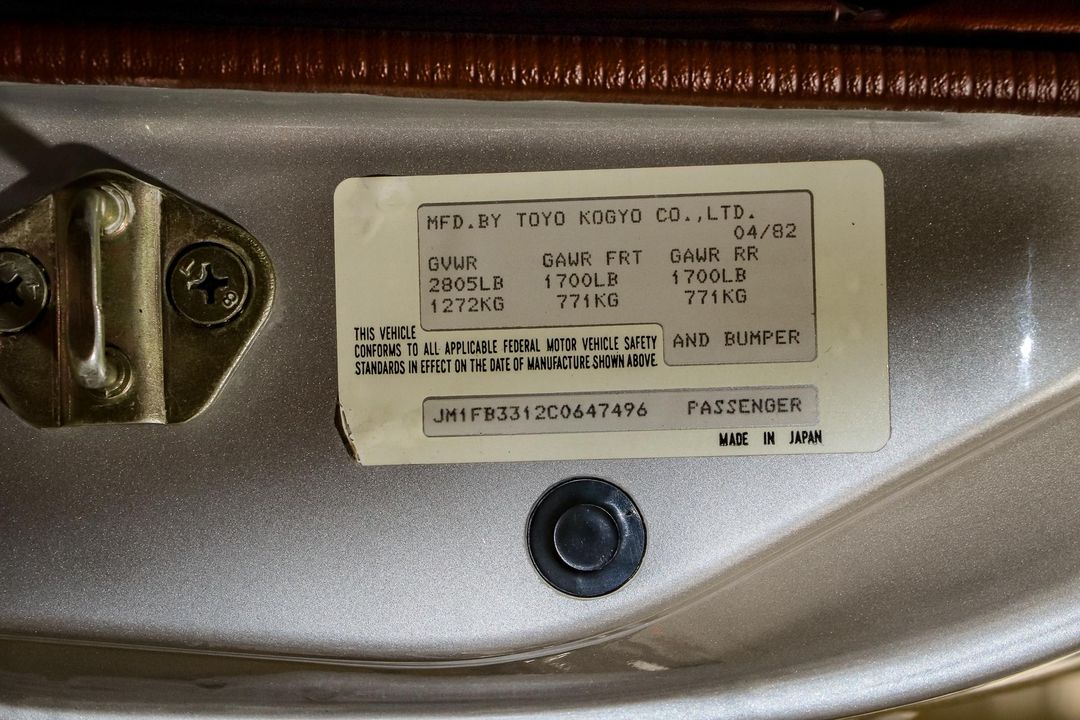 MFD.BY TOYO KOGYO CO.,LTD.
04/82
GVWR GAWR FRT GAWR RR
2805LB 1700LB 1700LB
1272KG 771KG 771KG
THIS VEHICLE
CONFORMS TO ALL APPLICABLE FEDERAL MOTOR VEHICLE SAFETY
AND BUMPER
STANDARDS IN EFFECT ON THE DATE OF MANUFACTURE SHOWN ABOVE.
JM1FB3312C0647496 PASSENGER
MADE IN JAPAN